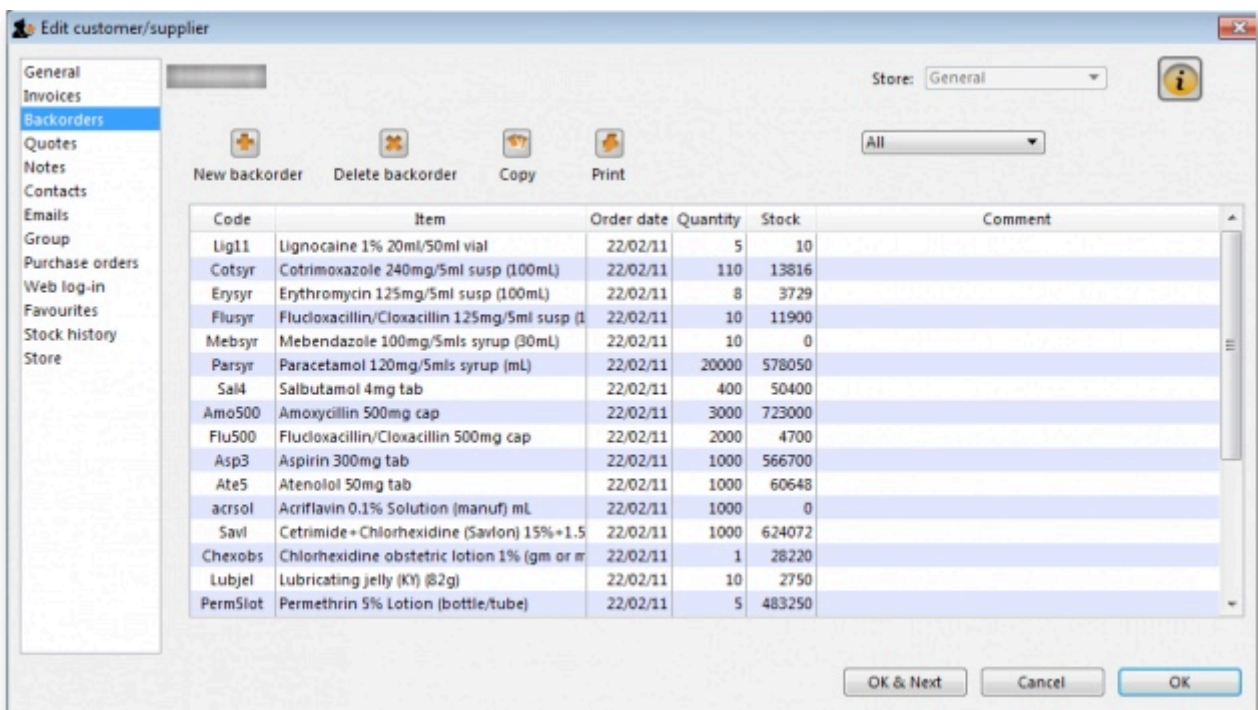 Edit customer/supplier
General
Invoices
Backorders
Quotes
Notes
Contacts
Emails
Group
Purchase orders
Web log-in
Favourites
Stock history
Store
Store: General
All
New backorder Delete backorder Copy Print
Code Item Order date Quantity Stock Comment
Lig11 Lignocaine 1% 20ml/50ml vial 22/02/11 5 10
Cotsyr Cotrimoxazole 240mg/5ml susp (100mL) 22/02/11 110 13816
Erysyr Erythromycin 125mg/5ml susp (100mL) 22/02/11 8 3729
Flusyr Flucloxacillin/Cloxacillin 125mg/5ml susp (1 22/02/11 10 11900
Mebsyr Mebendazole 100mg/5mls syrup (30mL) 22/02/11 10 0
Parsyr Paracetamol 120mg/5mls syrup (mL) 22/02/11 20000 578050
Sal4 Salbutamol 4mg tab 22/02/11 400 50400
Amo500 Amoxycillin 500mg cap 22/02/11 3000 723000
Flu500 Flucloxacillin/Cloxacillin 500mg cap 22/02/11 2000 4700
Asp3 Aspirin 300mg tab 22/02/11 1000 566700
Ate5 Atenolol 50mg tab 22/02/11 1000 60648
acrsol Acriflavin 0.1% Solution (manuf) mL 22/02/11 1000 0
Savl Cetrimide+Chlorhexidine (Savlon) 15%+1.5 22/02/11 1000 624072
Chexobs Chlorhexidine obstetric lotion 1% (gm or m 22/02/11 1 28220
Lubjel Lubricating jelly (KY) (82g) 22/02/11 10 2750
Perm5lot Permethrin 5% Lotion (bottle/tube) 22/02/11 5 483250
OK & Next Cancel OK